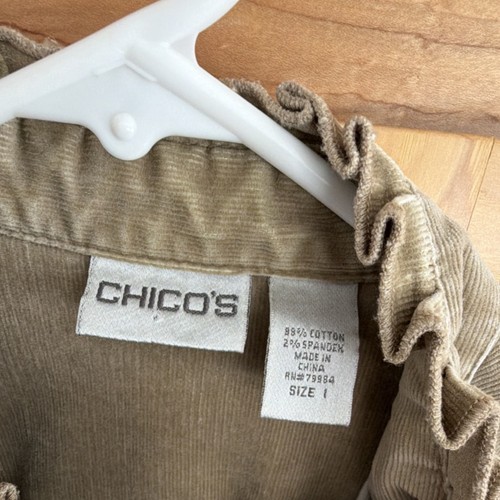 CHICO'S
98% COTTON
2% SPANDEX
MADE IN
CHINA
RN# 79984
SIZE 1